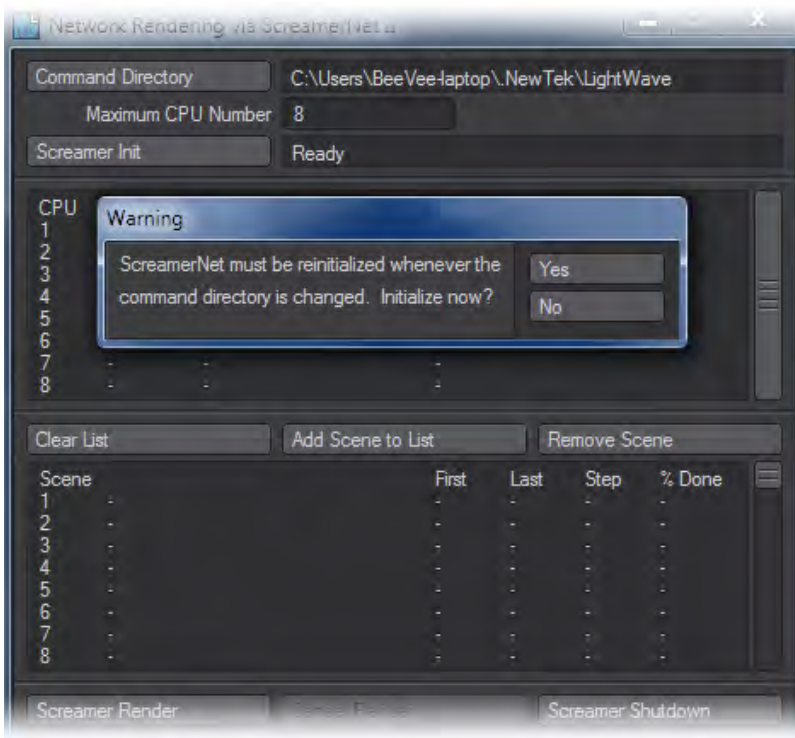 Network Rendering via ScreamerNet II
Command Directory C:\Users\BeeVee-laptop\.NewTek\LightWave
Maximum CPU Number 8
Screamer Init Ready
CPU
1
2
3
4
5
6
7 - - -
8 - - -
Warning
ScreamerNet must be reinitialized whenever the
command directory is changed. Initialize now?
Yes
No
Clear List Add Scene to List Remove Scene
Scene First Last Step % Done
1 - - - - -
2 - - - - -
3 - - - - -
4 - - - - -
5 - - - - -
6 - - - - -
7 - - - - -
8 - - - - -
Screamer Render Screamer Shutdown